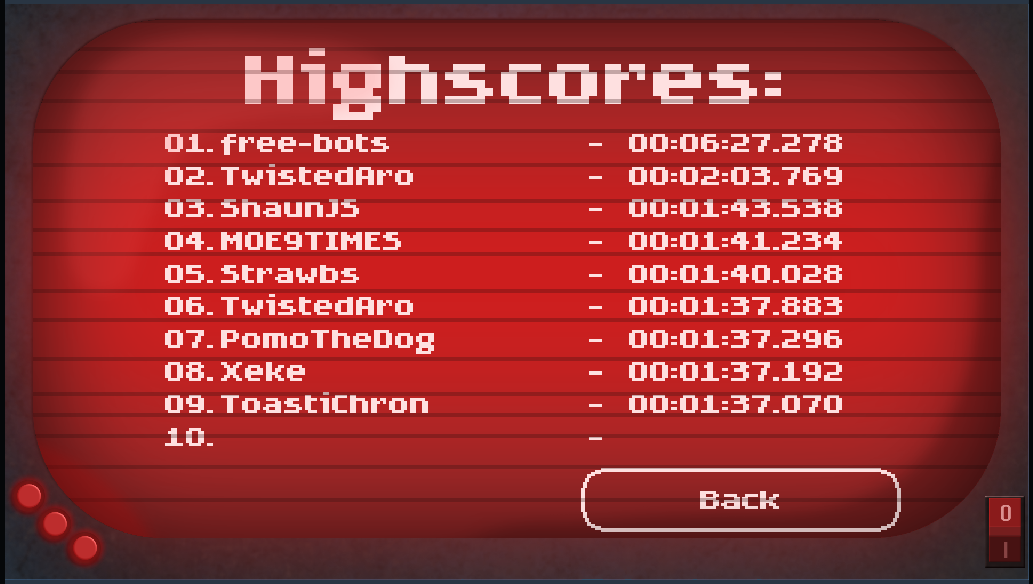 Highscores:
01. free-bots - 00:06:27.278
02. TwistedAro - 00:02:03.769
03. ShaunJS - 00:01:43.538
04. MOE9TIMES - 00:01:41.234
05. Strawbs - 00:01:40.028
06. TwistedAro - 00:01:37.883
07. PomoTheDog - 00:01:37.296
08. Xeke - 00:01:37.192
09. ToastiChron - 00:01:37.070
10. -
Back
O
|